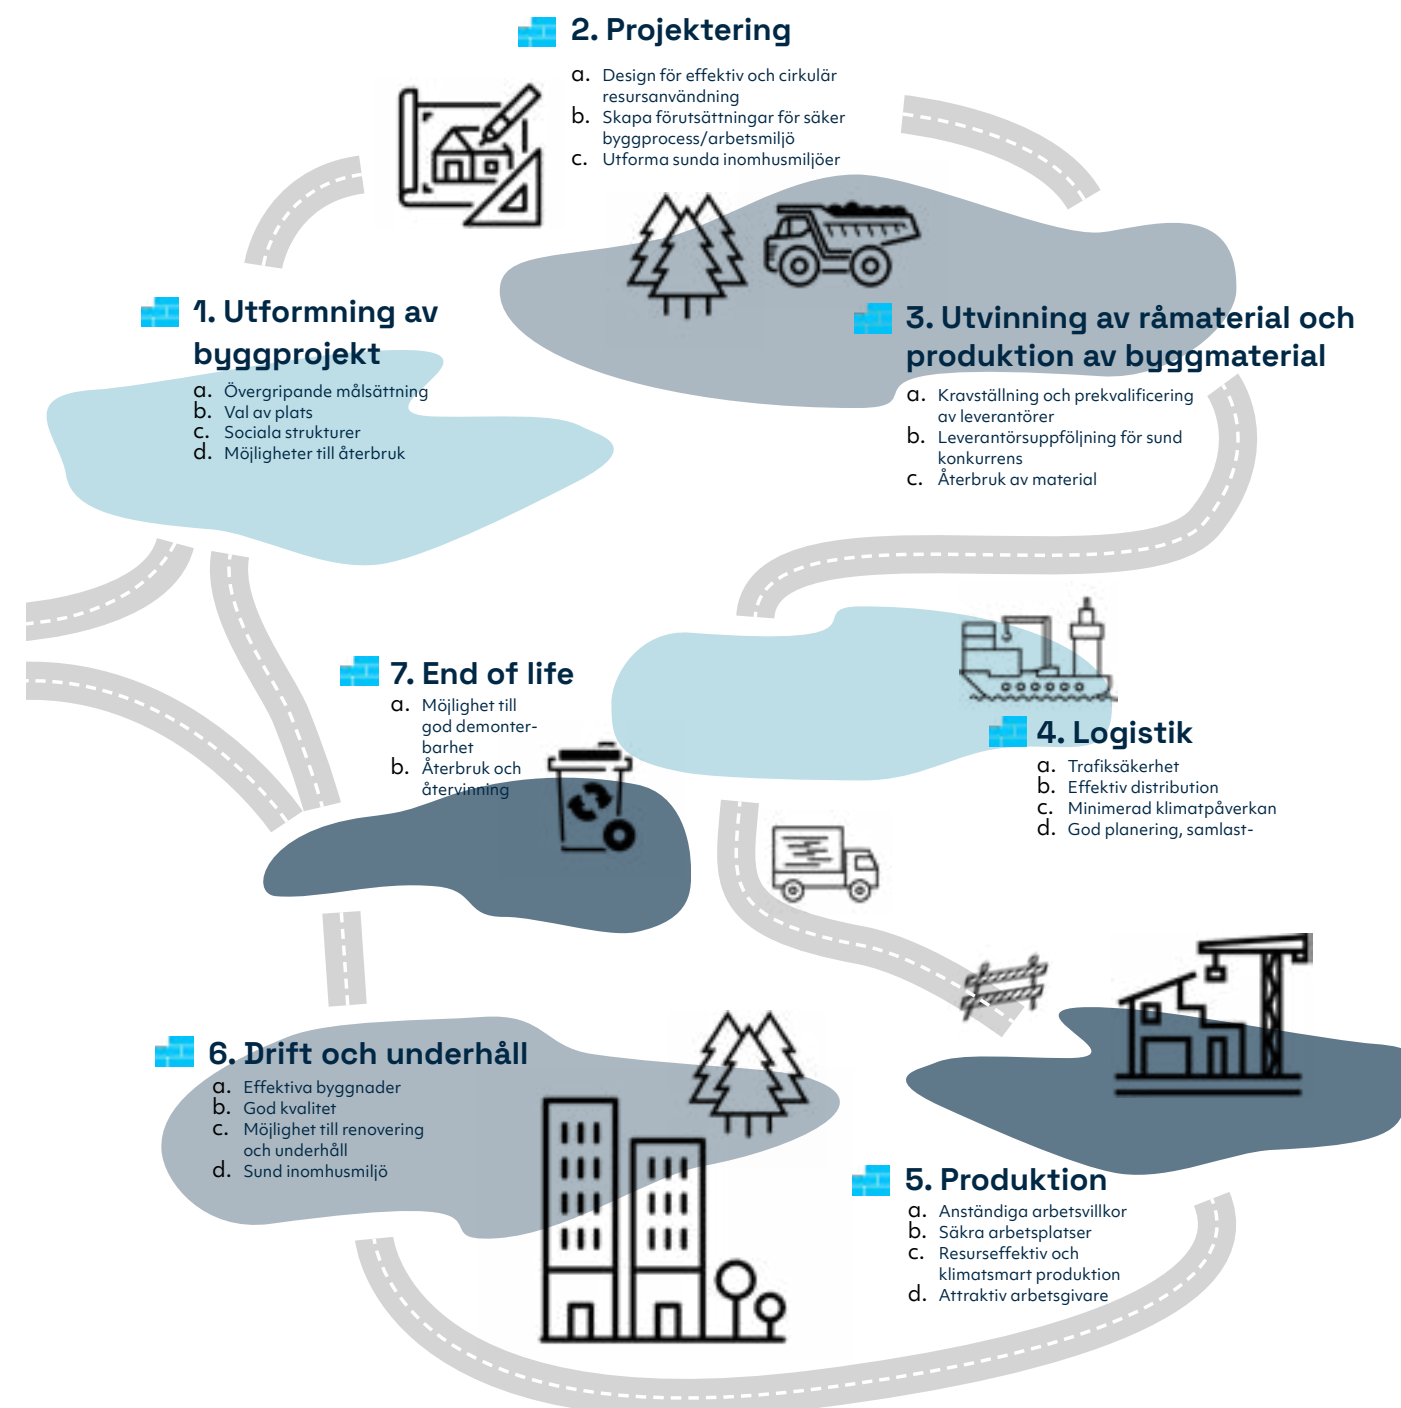 2. Projektering
a. Design för effektiv och cirkulär
resursanvändning
b. Skapa förutsättningar för säker
byggprocess/arbetsmiljö
c. Utforma sunda inomhusmiljöer
1. Utformning av
byggprojekt
a. Övergripande målsättning
b. Val av plats
c. Sociala strukturer
d. Möjligheter till återbruk
3. Utvinning av råmaterial och
produktion av byggmaterial
a. Kravställning och prekvalificering
av leverantörer
b. Leverantörsuppföljning för sund
konkurrens
c. Återbruk av material
7. End of life
a. Möjlighet till
god demonter-
barhet
b. Återbruk och
återvinning
4. Logistik
a. Trafiksäkerhet
b. Effektiv distribution
c. Minimerad klimatpåverkan
d. God planering, samlast-
6. Drift och underhåll
a. Effektiva byggnader
b. God kvalitet
c. Möjlighet till renovering
och underhåll
d. Sund inomhusmiljö
5. Produktion
a. Anständiga arbetsvillkor
b. Säkra arbetsplatser
c. Resurseffektiv och
klimatsmart produktion
d. Attraktiv arbetsgivare